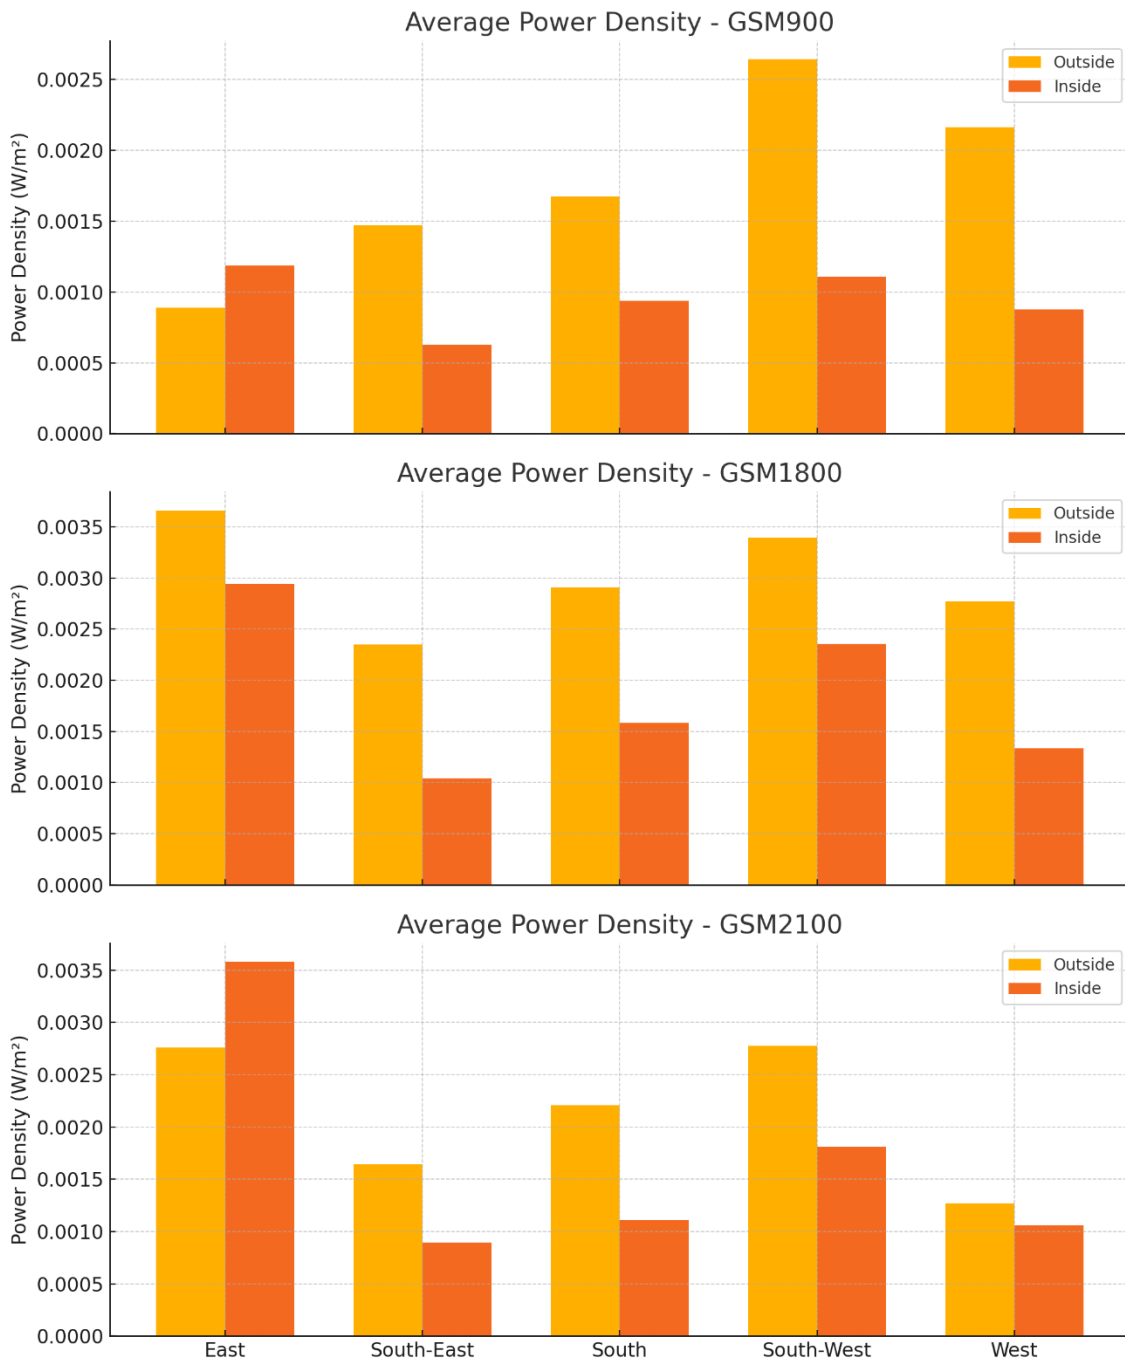 Average Power Density - GSM900
Power Density (W/m²)
0.0025
0.0020
0.0015
0.0010
0.0005
0.0000
Outside
Inside
Average Power Density - GSM1800
Power Density (W/m²)
0.0035
0.0030
0.0025
0.0020
0.0015
0.0010
0.0005
0.0000
Outside
Inside
Average Power Density - GSM2100
Power Density (W/m²)
0.0035
0.0030
0.0025
0.0020
0.0015
0.0010
0.0005
0.0000
Outside
Inside
East South-East South South-West West